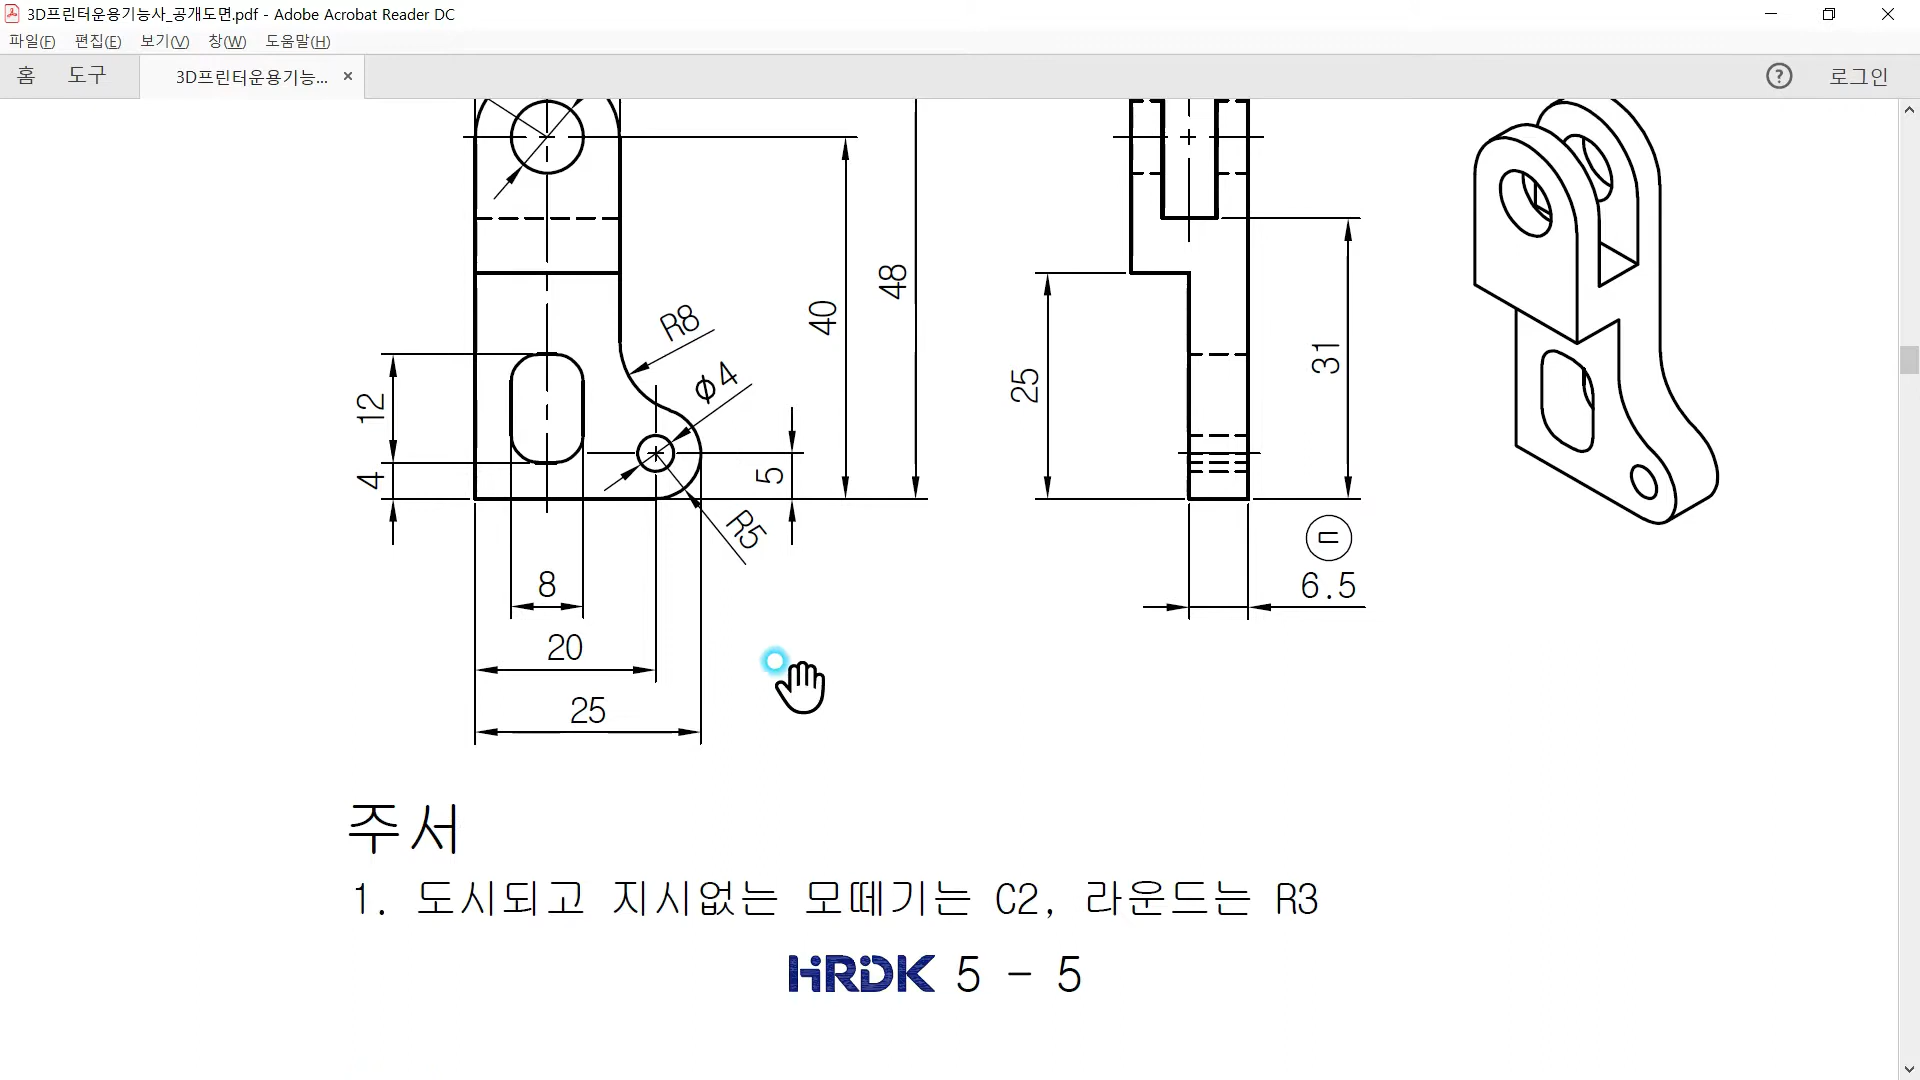 3D프린터운용기능사_공개도면.pdf - Adobe Acrobat Reader DC
파일(F) 편집(E) 보기(V) 창(W) 도움말(H)
홈 도구 3D프린터운용기능... × ? 로그인
R8
ϕ4
40
48
12
4
5
R5
8
20
25
25
31
ㄷ
6.5
주서
1. 도시되고 지시없는 모떼기는 C2, 라운드는 R3
HRDK 5 - 5